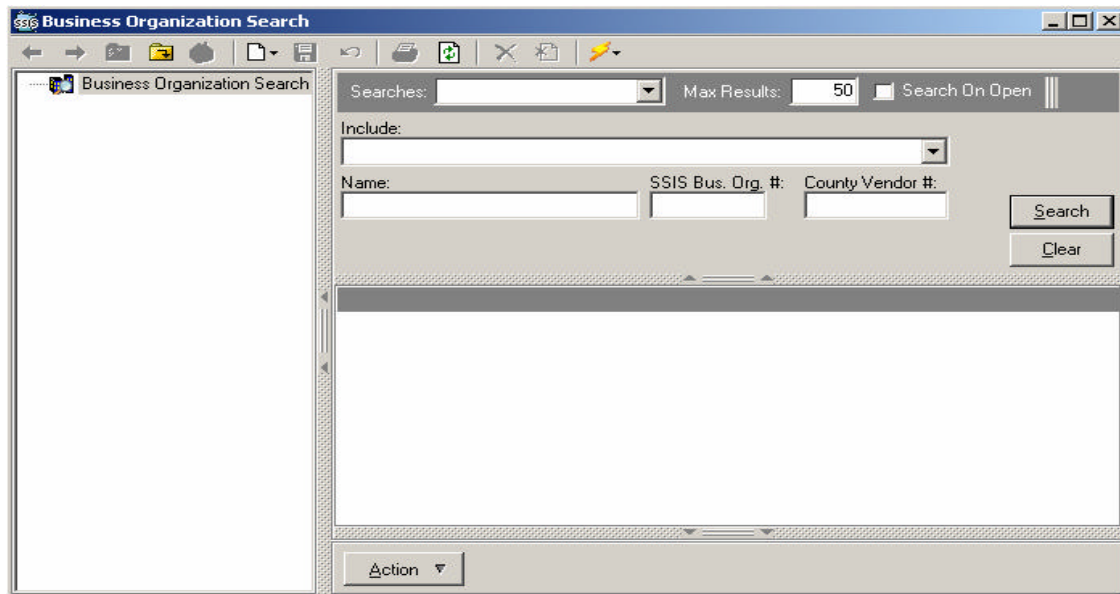 SSIS Business Organization Search
Business Organization Search
Searches: Max Results: 50 Search On Open
Include:
Name: SSIS Bus. Org. #: County Vendor #:
Search
Clear
Action